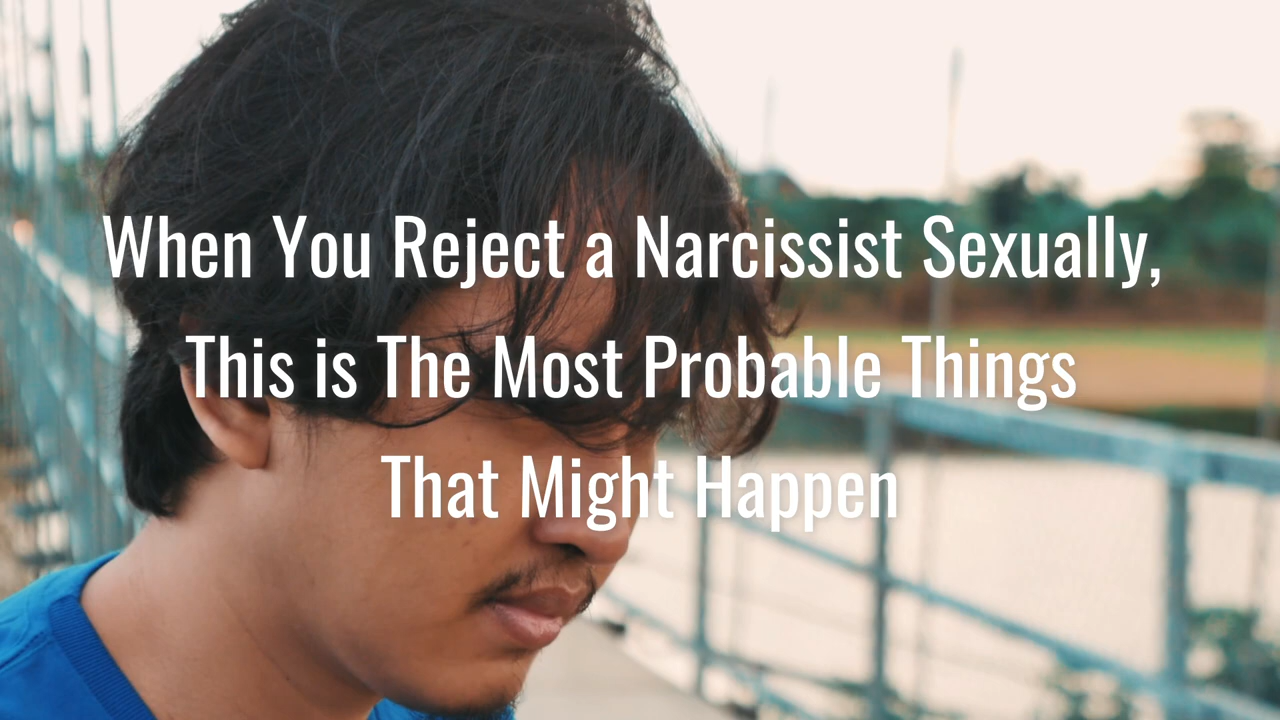 When You Reject a Narcissist Sexually,
This is The Most Probable Things
That Might Happen